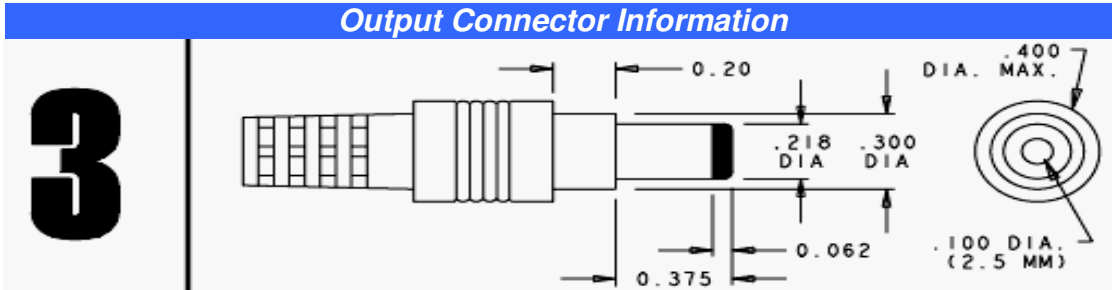 Output Connector Information
3
0.20
.400
DIA. MAX.
.218
DIA
.300
DIA
.100 DIA.
(2.5 MM)
0.062
0.375